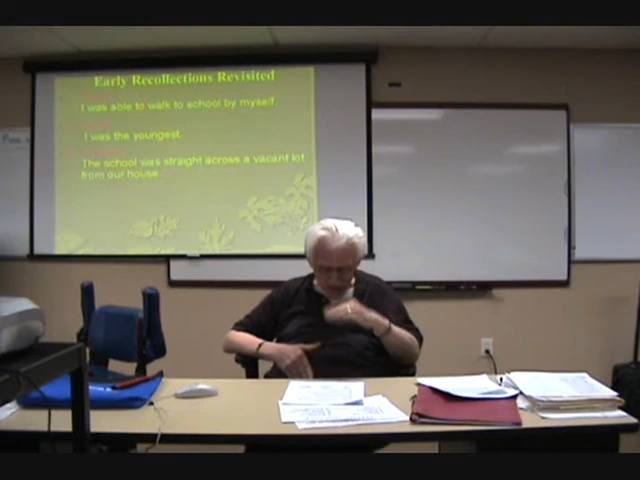 Early Recollections Revisited
I was able to walk to school by myself.
I was the youngest.
The school was straight across a vacant lot
from our house.